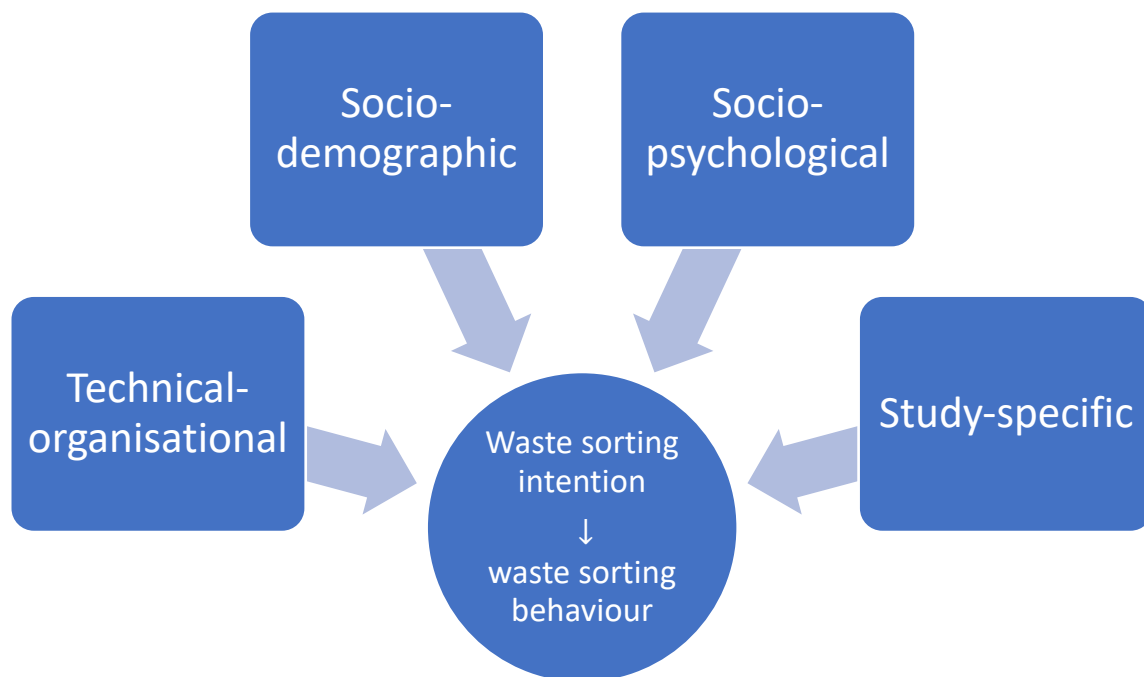 Socio-
demographic
Socio-
psychological
Technical-
organisational
Study-specific
Waste sorting
intention
↓
waste sorting
behaviour